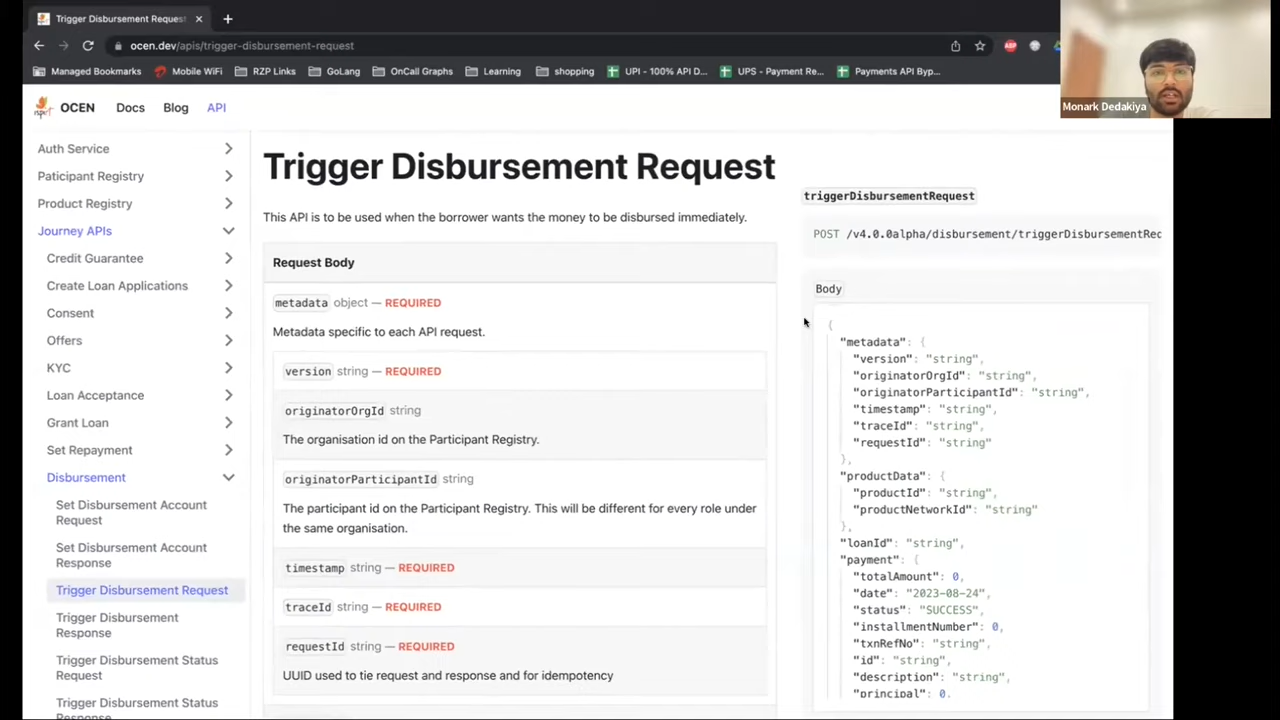 Trigger Disbursement Request
ocen.dev/apis/trigger-disbursement-request
ABP
Managed Bookmarks
Mobile WiFi
RZP Links
GoLang
OnCall Graphs
Learning
shopping
UPI - 100% API D...
UPS - Payment Re...
Payments API Byp...
Monark Dedakiya
OCEN
Docs
Blog
API
Auth Service
Paticipant Registry
Product Registry
Journey APIs
Credit Guarantee
Create Loan Applications
Consent
Offers
KYC
Loan Acceptance
Grant Loan
Set Repayment
Disbursement
Set Disbursement Account
Request
Set Disbursement Account
Response
Trigger Disbursement Request
Trigger Disbursement
Response
Trigger Disbursement Status
Request
Trigger Disbursement Status
Response
Trigger Disbursement Request
This API is to be used when the borrower wants the money to be disbursed immediately.
Request Body
metadata object — REQUIRED
Metadata specific to each API request.
version string — REQUIRED
originatorOrgId string
The organisation id on the Participant Registry.
originatorParticipantId string
The participant id on the Participant Registry. This will be different for every role under
the same organisation.
timestamp string — REQUIRED
traceId string — REQUIRED
requestId string — REQUIRED
UUID used to tie request and response and for idempotency
triggerDisbursementRequest
POST /v4.0.0alpha/disbursement/triggerDisbursementRec
Body
{
"metadata": {
"version": "string",
"originatorOrgId": "string",
"originatorParticipantId": "string",
"timestamp": "string",
"traceId": "string",
"requestId": "string"
},
"productData": {
"productId": "string",
"productNetworkId": "string"
},
"loanId": "string",
"payment": {
"totalAmount": 0,
"date": "2023-08-24",
"status": "SUCCESS",
"installmentNumber": 0,
"txnRefNo": "string",
"id": "string",
"description": "string",
"principal": 0,